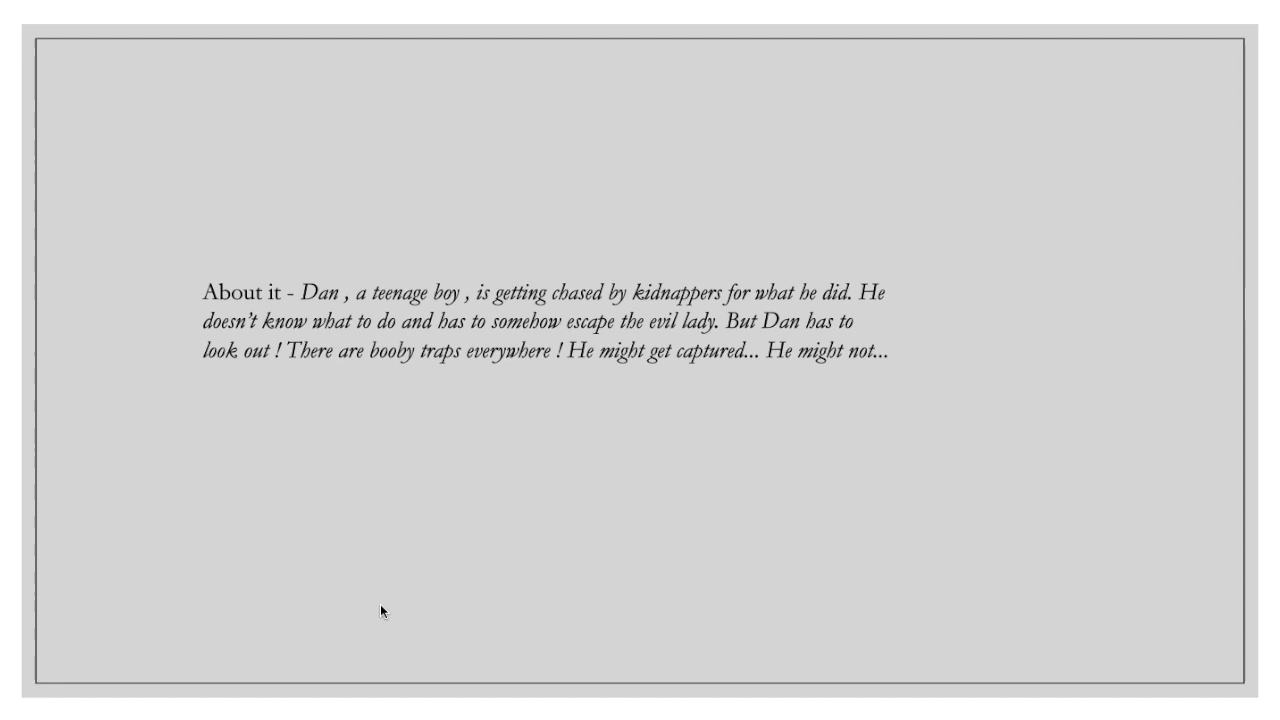 About it - Dan , a teenage boy , is getting chased by kidnappers for what he did. He
doesn't know what to do and has to somehow escape the evil lady. But Dan has to
look out ! There are booby traps everywhere ! He might get captured... He might not...